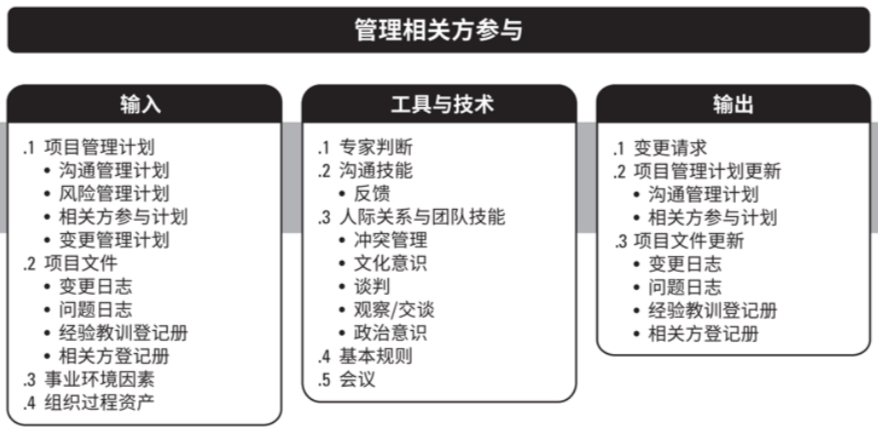 管理相关方参与
输入
.1 项目管理计划
• 沟通管理计划
• 风险管理计划
• 相关方参与计划
• 变更管理计划
.2 项目文件
• 变更日志
• 问题日志
• 经验教训登记册
• 相关方登记册
.3 事业环境因素
.4 组织过程资产
工具与技术
.1 专家判断
.2 沟通技能
• 反馈
.3 人际关系与团队技能
• 冲突管理
• 文化意识
• 谈判
• 观察/交谈
• 政治意识
.4 基本规则
.5 会议
输出
.1 变更请求
.2 项目管理计划更新
• 沟通管理计划
• 相关方参与计划
.3 项目文件更新
• 变更日志
• 问题日志
• 经验教训登记册
• 相关方登记册